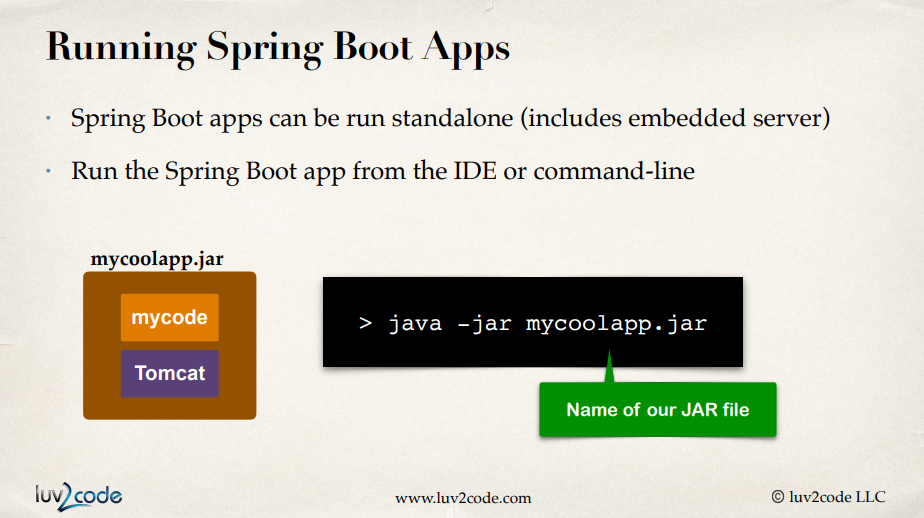 Running Spring Boot Apps
• Spring Boot apps can be run standalone (includes embedded server)
• Run the Spring Boot app from the IDE or command-line
mycoolapp.jar
mycode
Tomcat
> java -jar mycoolapp.jar
Name of our JAR file
luv2code
www.luv2code.com
© luv2code LLC